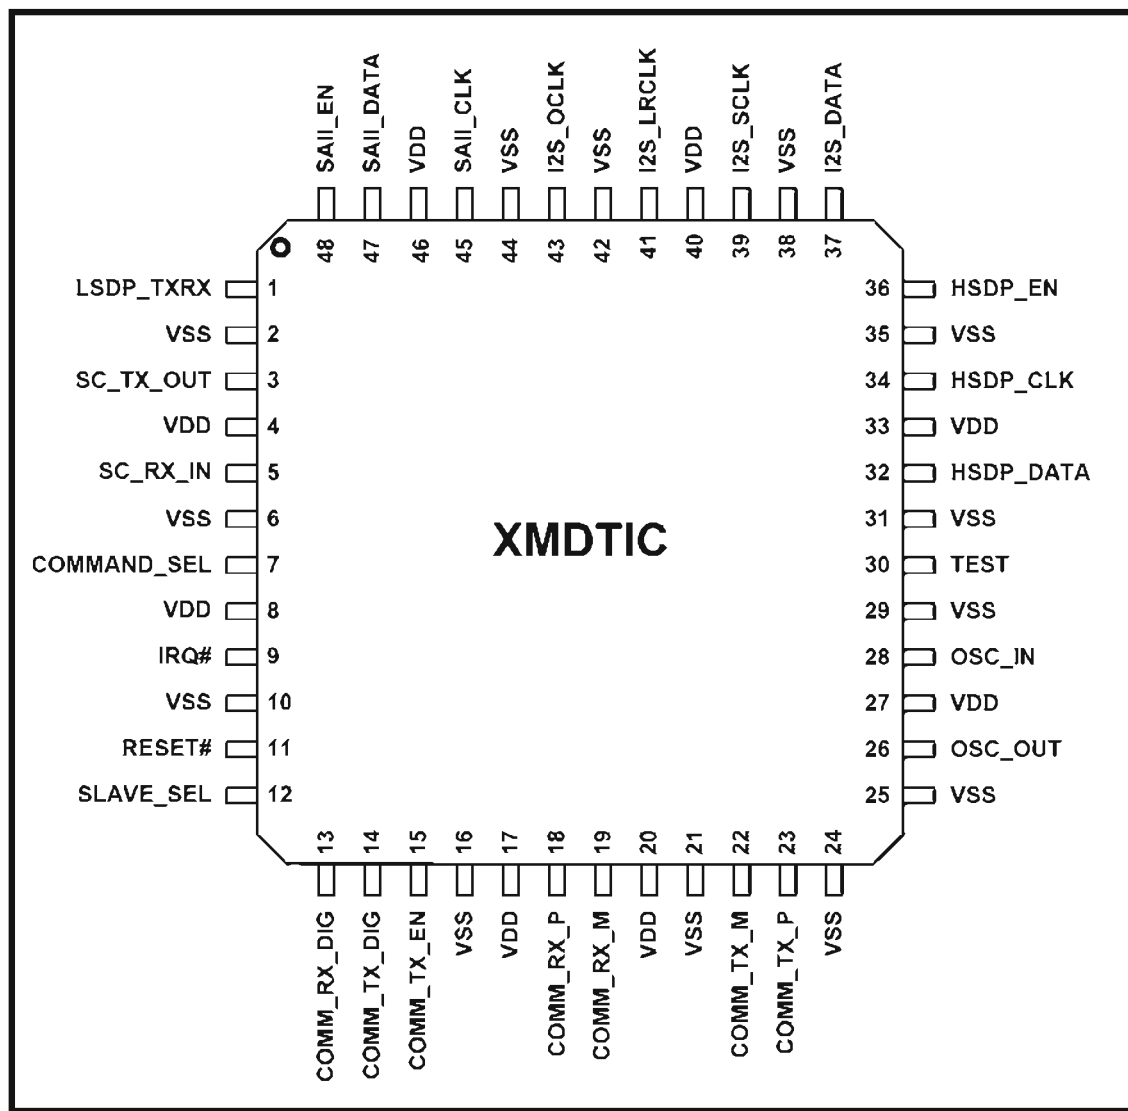 SAII_EN
SAII_DATA
VDD
SAII_CLK
VSS
I2S_OCLK
VSS
I2S_LRCLK
VDD
I2S_SCLK
VSS
I2S_DATA
48
47
46
45
44
43
42
41
40
39
38
37
LSDP_TXRX 1
VSS 2
SC_TX_OUT 3
VDD 4
SC_RX_IN 5
VSS 6
COMMAND_SEL 7
VDD 8
IRQ# 9
VSS 10
RESET# 11
SLAVE_SEL 12
XMDTIC
36 HSDP_EN
35 VSS
34 HSDP_CLK
33 VDD
32 HSDP_DATA
31 VSS
30 TEST
29 VSS
28 OSC_IN
27 VDD
26 OSC_OUT
25 VSS
13
14
15
16
17
18
19
20
21
22
23
24
COMM_RX_DIG
COMM_TX_DIG
COMM_TX_EN
VSS
VDD
COMM_RX_P
COMM_RX_M
VDD
VSS
COMM_TX_M
COMM_TX_P
VSS